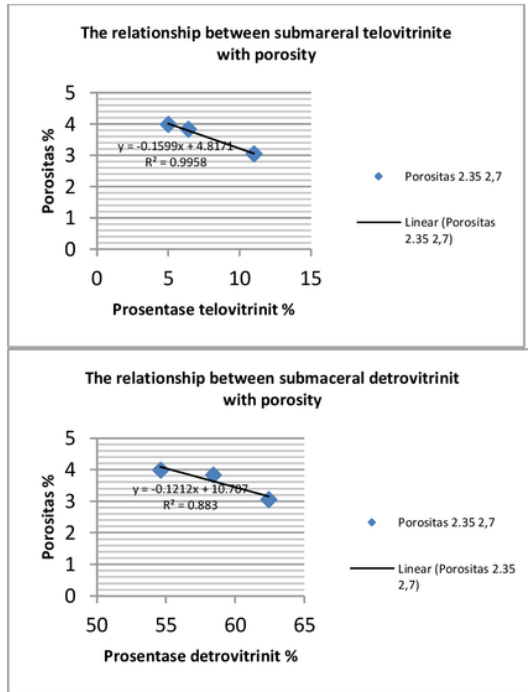 The relationship between submareral telovitrinite
with porosity
Porositas %
5
4
3
2
1
0
y = -0.1599x + 4.8171
R² = 0.9958
0 5 10 15
Prosentase telovitrinit %
Porositas 2.35 2,7
Linear (Porositas
2.35 2,7)
The relationship between submaceral detrovitrinit
with porosity
Porositas %
5
4
3
2
1
0
y = -0.1212x + 10.707
R² = 0.883
50 55 60 65
Prosentase detrovitrinit %
Porositas 2.35 2,7
Linear (Porositas 2.35
2,7)